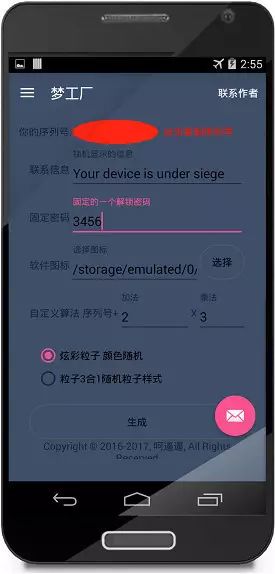 2:55
梦工厂
联系作者
你的序列号:
锁机显示的信息
联系信息 Your device is under siege
固定的一个解锁密码
固定密码 3456
选择图标
软件图标 /storage/emulated/0/ 选择
加法 乘法
自定义算法 序列号+ 2 X 3
炫彩粒子 颜色随机
粒子3合1随机粒子样式
生成
Copyright © 2016-2017, All Rights
Reserved